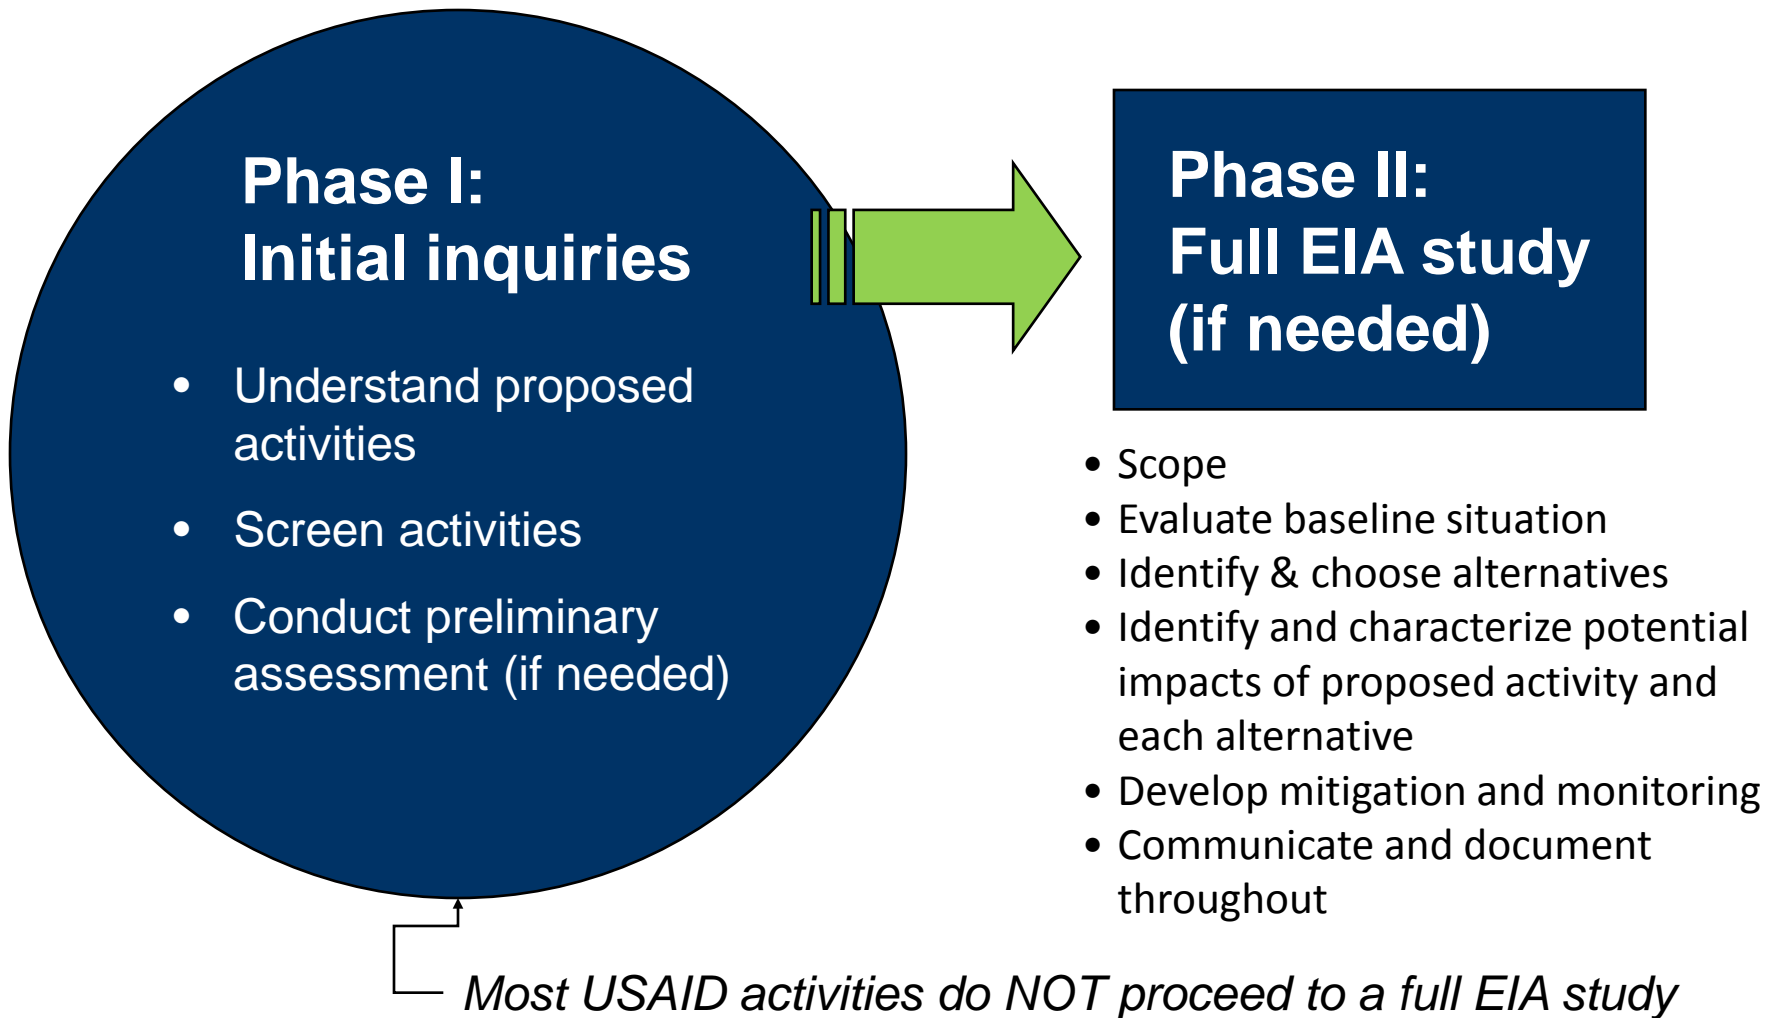 Phase I:
Initial inquiries
• Understand proposed
activities
• Screen activities
• Conduct preliminary
assessment (if needed)
Phase II:
Full EIA study
(if needed)
• Scope
• Evaluate baseline situation
• Identify & choose alternatives
• Identify and characterize potential
impacts of proposed activity and
each alternative
• Develop mitigation and monitoring
• Communicate and document
throughout
Most USAID activities do NOT proceed to a full EIA study